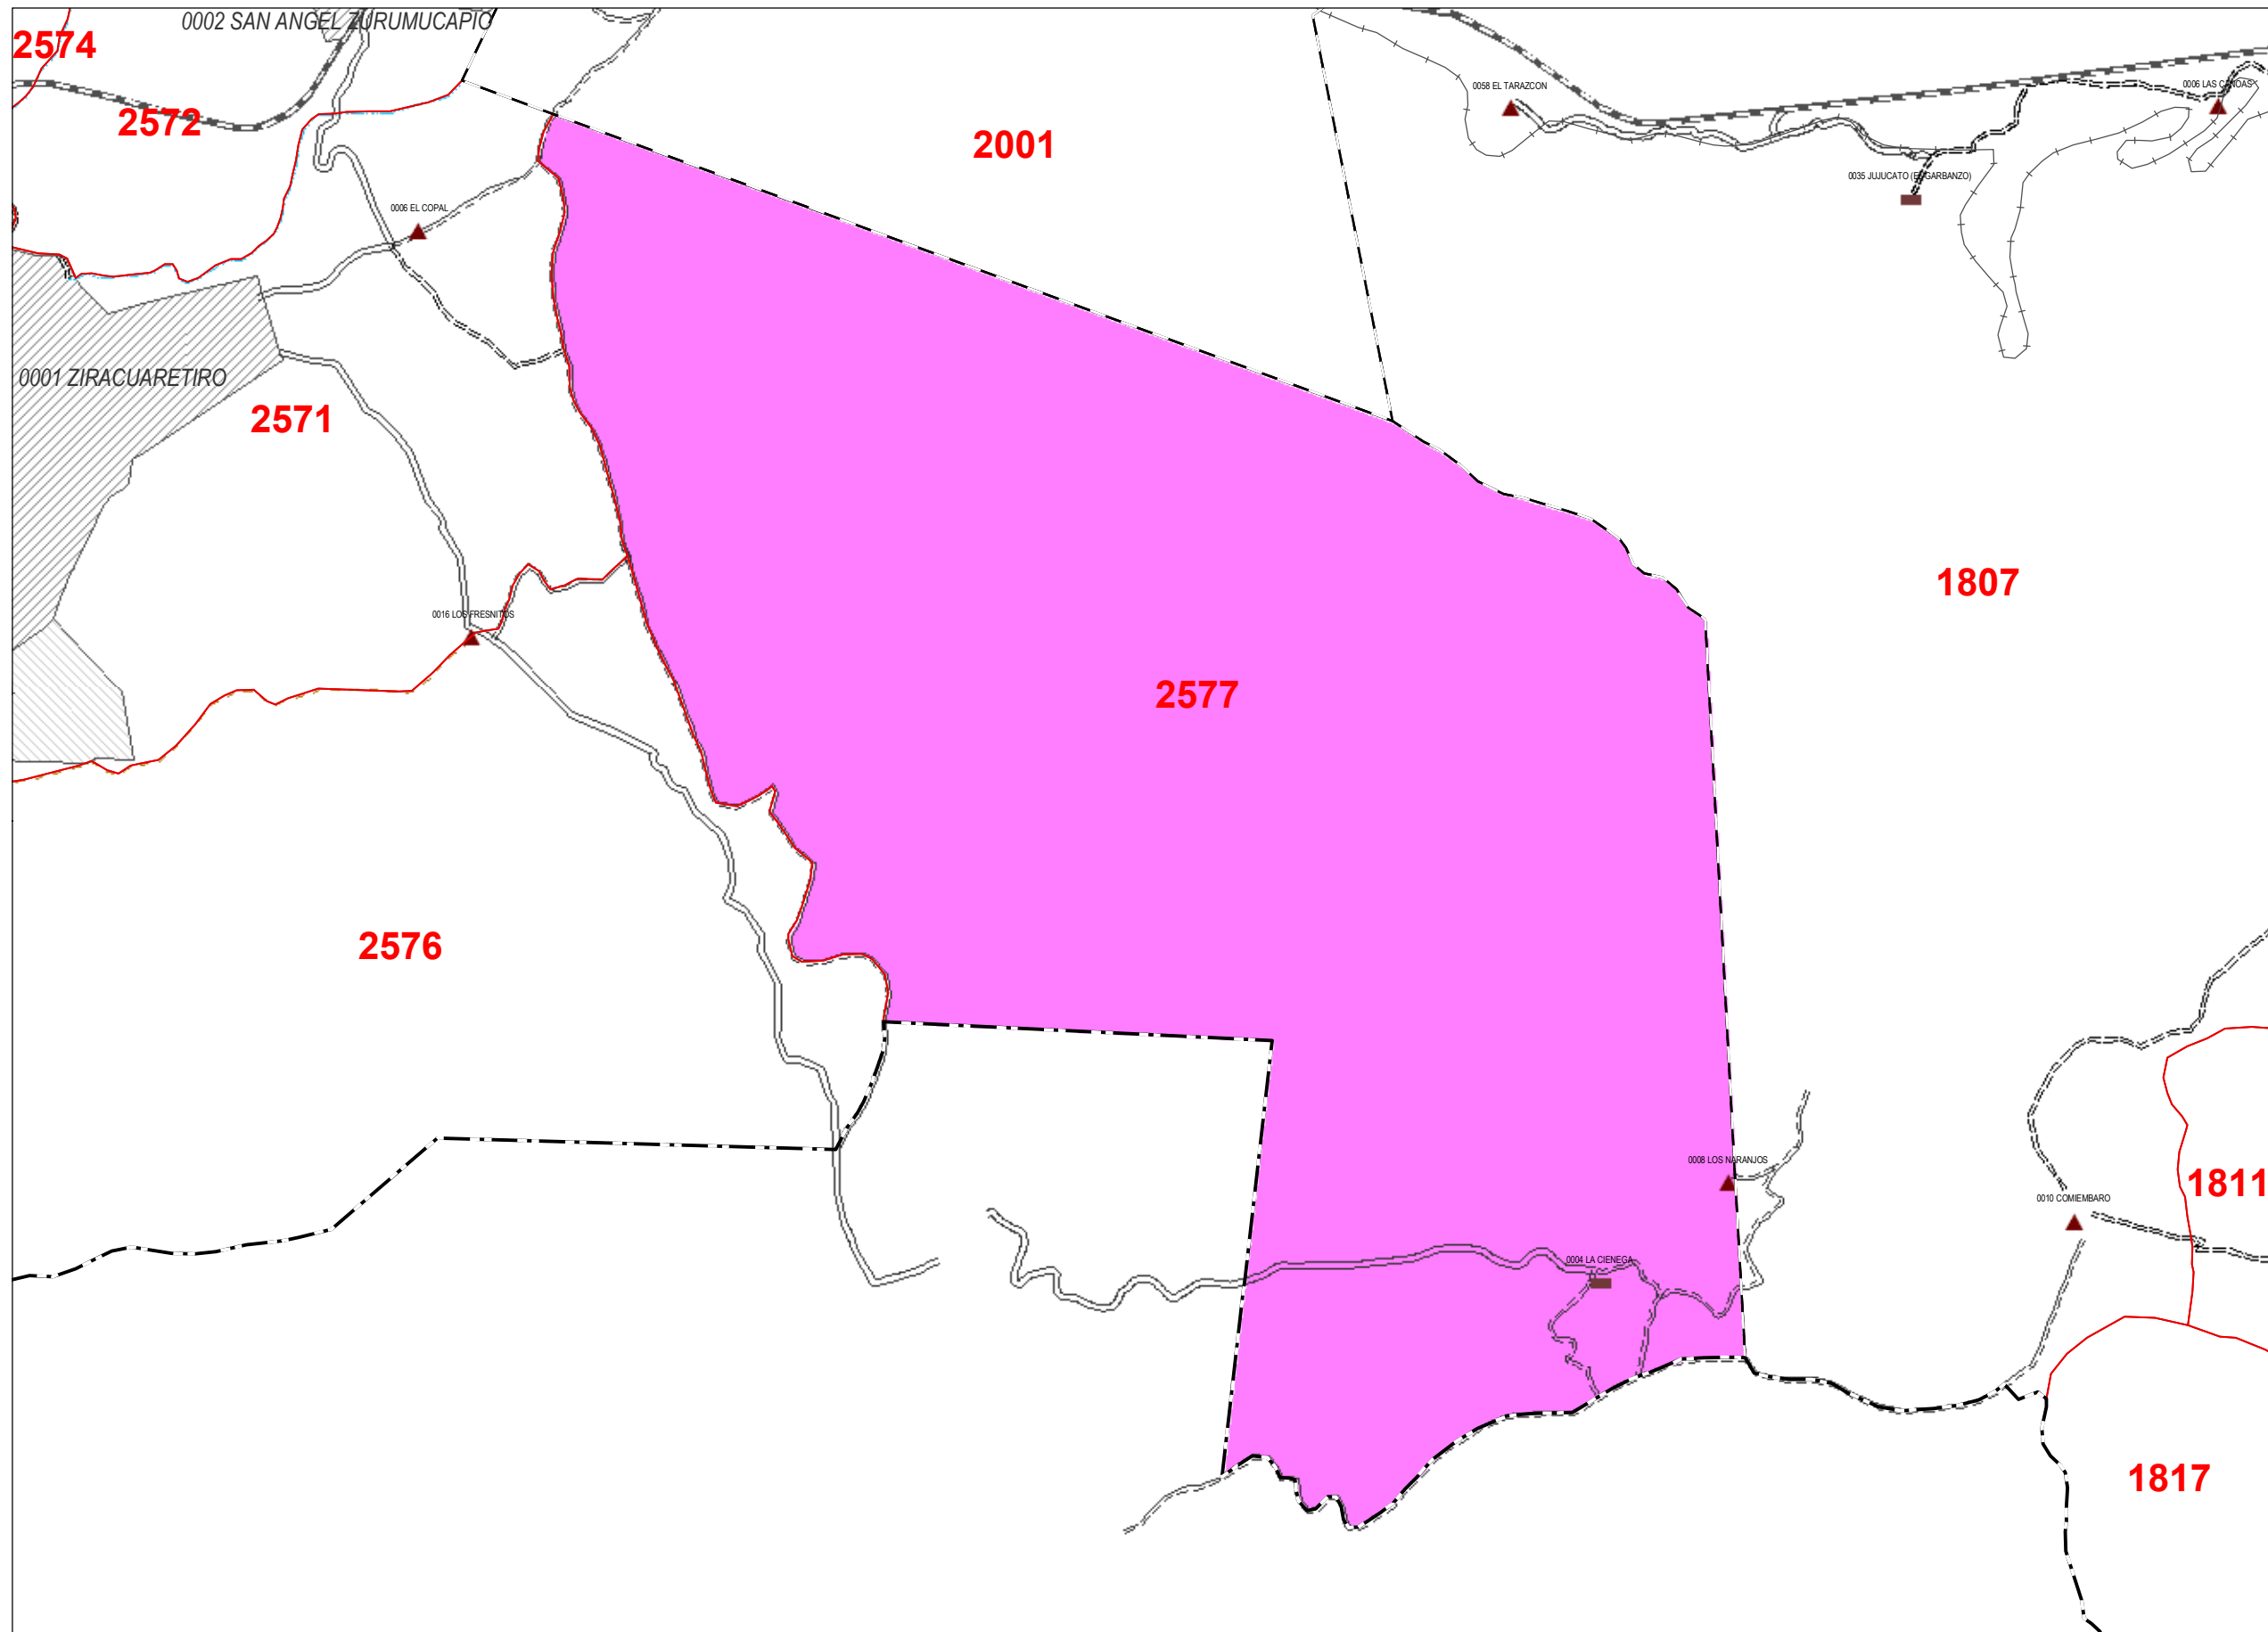 0002 SAN ANGEL ZURUMUCAPIO
2574
2572
2001
0058 EL TARAZCON
0006 LAS CANOAS
0035 JUJUCATO (EL GARBANZO)
0006 EL COPAL
0001 ZIRACUARETIRO
2571
1807
0016 LOS FRESNITOS
2577
2576
0008 LOS NARANJOS
1811
0010 COMIEMBARO
0004 LA CIENEGA
1817